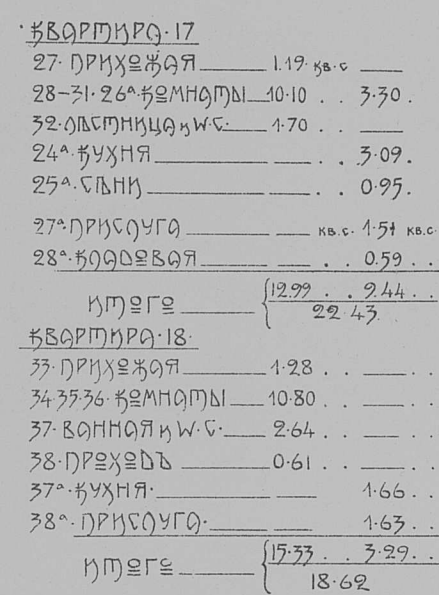 КВАРТИРА·17
27· ПРИХОЖАЯ 1.19· кв.с
28-31·26ᵃ·КОМНАТЫ 10·10 . . 3·30 .
32·ЛѢСТНИЦА и W.C. 1·70 . .
24ᵃ·КУХНЯ . . 3·09.
25ᵃ·СѢНИ . . 0·95.
27ᵃ·ПРИСЛУГА кв.с. 1·51 кв.с.
28ᵃ·КЛАДОВАЯ . . 0.59 . .
ИТОГО 12.99 . . 9.44 . .
22·43
КВАРТИРА·18·
33·ПРИХОЖАЯ 1·28 . . . .
34·35·36·КОМНАТЫ 10·80 . . . .
37·ВАННАЯ и W.C. 2·64 . . . .
38·ПРОХОДЪ 0·61 . . . .
37ᵃ·КУХНЯ· 1·66 . .
38ᵃ·ПРИСЛУГА· 1·63 . .
ИТОГО 15·33 . . 3·29 . .
18·62